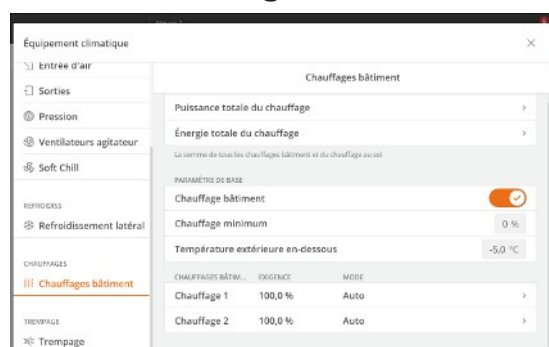 Équipement climatique
Entrée d'air
Sorties
Pression
Ventilateurs agitateur
Soft Chill
REFROIDISS
Refroidissement latéral
CHAUFFAGES
Chauffages bâtiment
TREMPAGE
Trempage
Chauffages bâtiment
Puissance totale du chauffage
Énergie totale du chauffage
La somme de tous les chauffages bâtiment et du chauffage au sol
PARAMÈTRE DE BASE
Chauffage bâtiment
Chauffage minimum 0 %
Température extérieure en-dessous -5,0 °C
CHAUFFAGES BÂTIM... EXIGENCE MODE
Chauffage 1 100,0 % Auto
Chauffage 2 100,0 % Auto